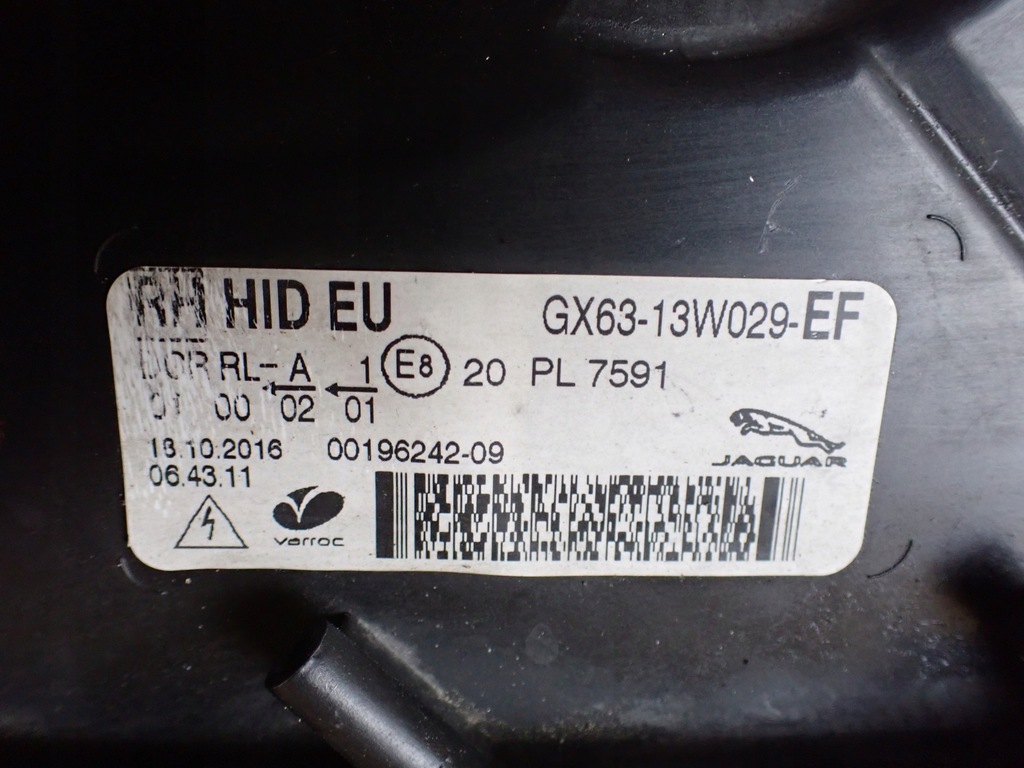 RH HID EU GX63-13W029-EF
DCR RL- A 1 E8 20 PL 7591
01 00 02 01
18.10.2016 00196242-09
06.43.11
JAGUAR
varroc